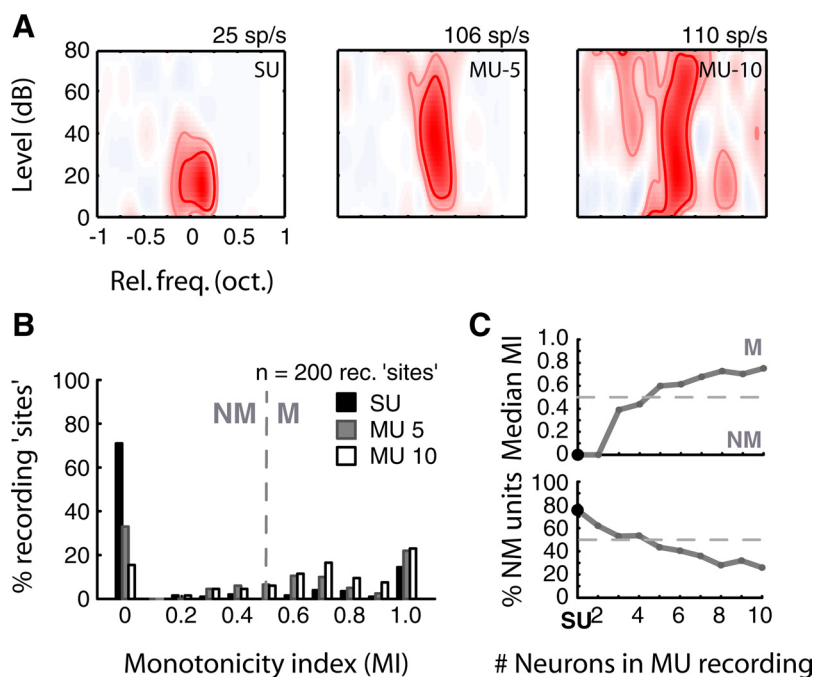 A
25 sp/s
106 sp/s
110 sp/s
SU
MU-5
MU-10
Level (dB)
80
60
40
20
0
-1 -0.5 0 0.5 1
Rel. freq. (oct.)
B
n = 200 rec. 'sites'
NM M
SU
MU 5
MU 10
% recording 'sites'
100
80
60
40
20
0
0 0.2 0.4 0.6 0.8 1.0
Monotonicity index (MI)
C
Median MI
1.0
0.8
0.6
0.4
0.2
0
M
NM
% NM units
100
80
60
40
20
0
SU 2 4 6 8 10
# Neurons in MU recording